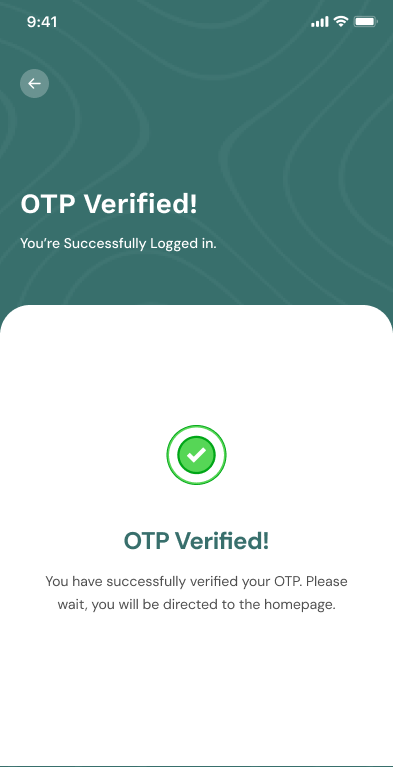 9:41
OTP Verified!
You’re Successfully Logged in.
OTP Verified!
You have successfully verified your OTP. Please
wait, you will be directed to the homepage.